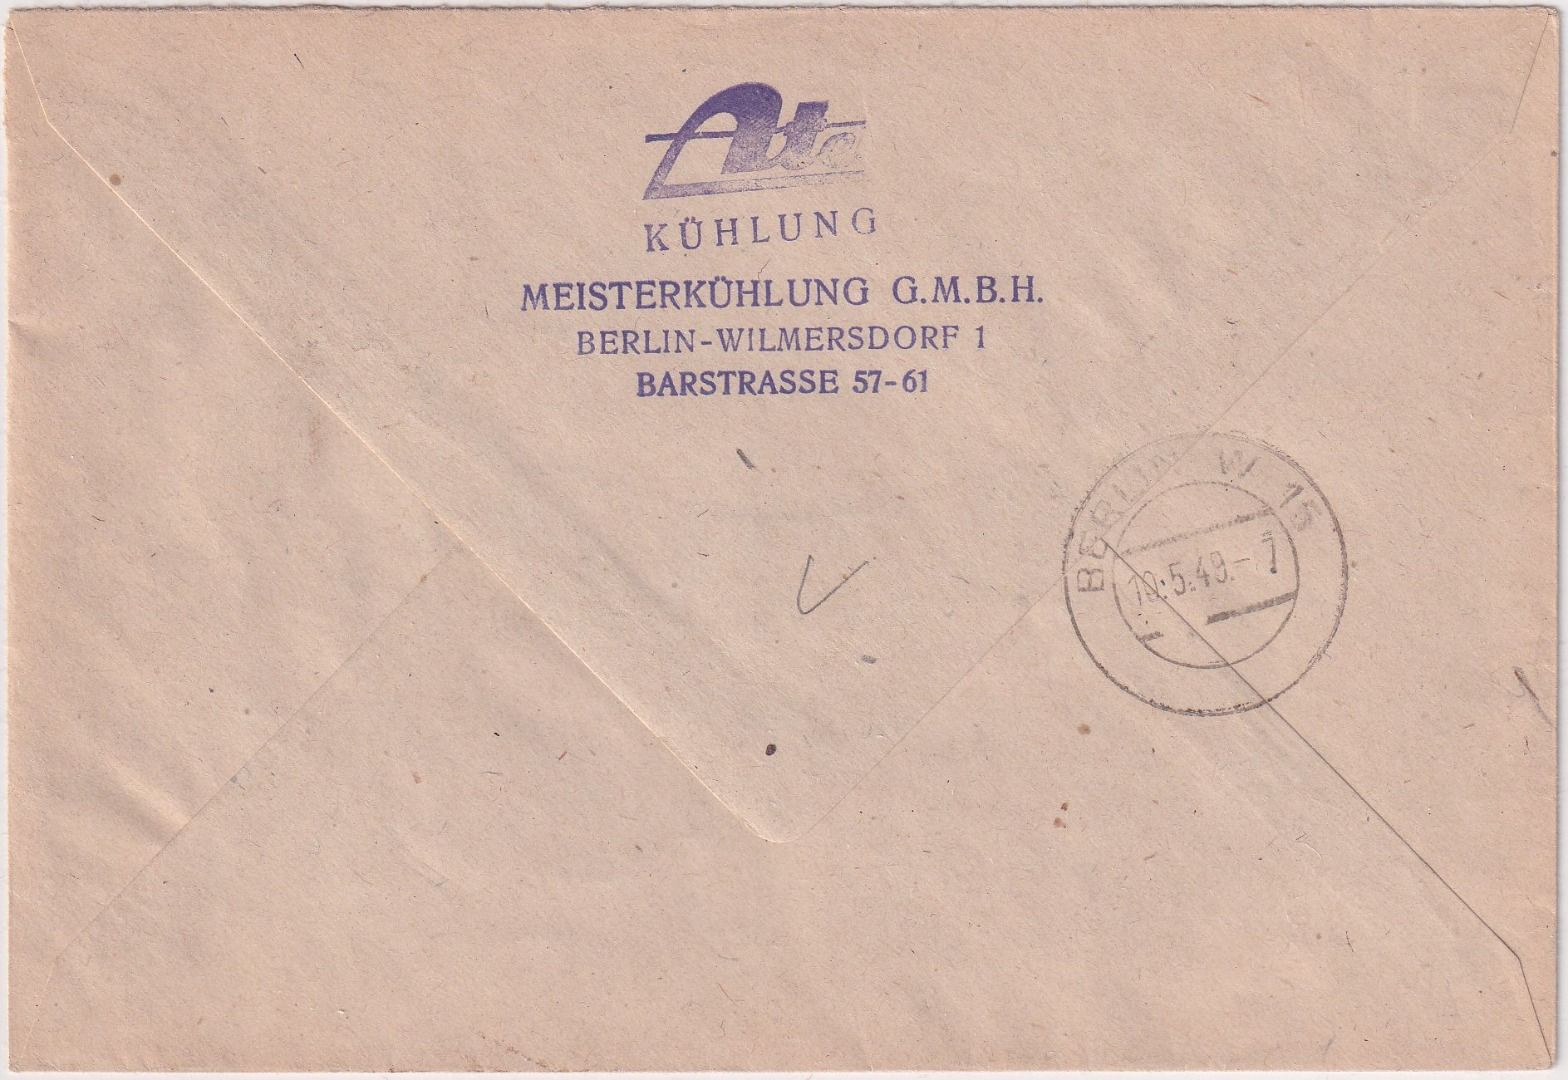 Ate
KÜHLUNG
MEISTERKÜHLUNG G.M.B.H.
BERLIN-WILMERSDORF 1
BARSTRASSE 57-61
BERLIN W 15
10.5.49.-7